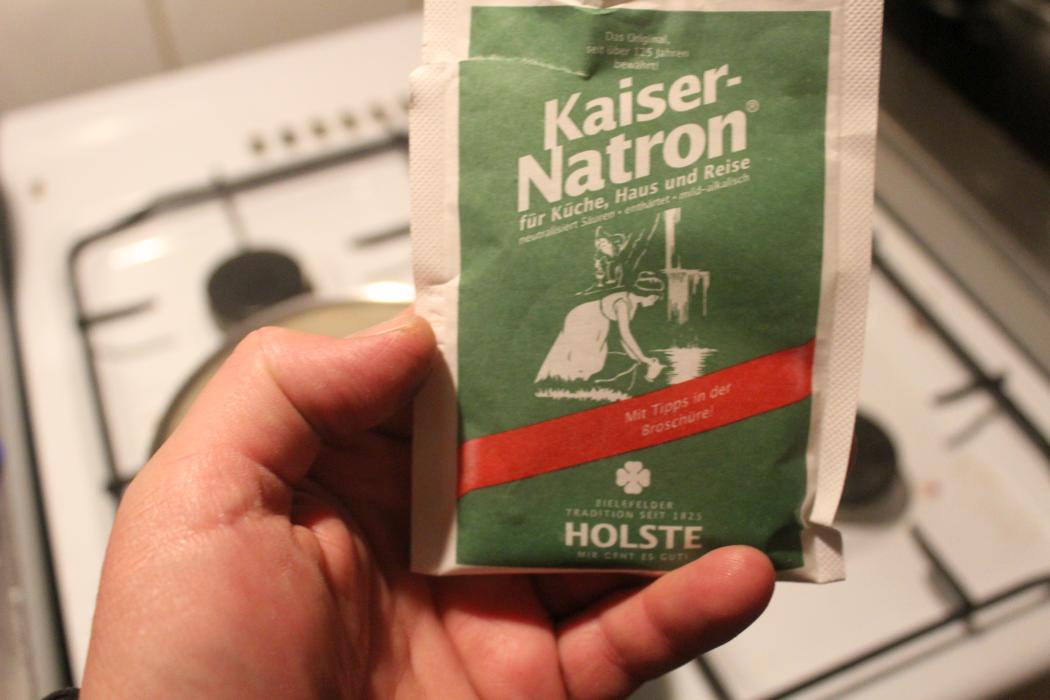 Das Original,
seit über 125 Jahren
bewährt!
Kaiser-
Natron®
für Küche, Haus und Reise
neutralisiert Säuren • enthärtet • mild-alkalisch
Mit Tipps in der
Broschüre!
BIELEFELDER
TRADITION SEIT 1825
HOLSTE
MIR GEHT ES GUT!